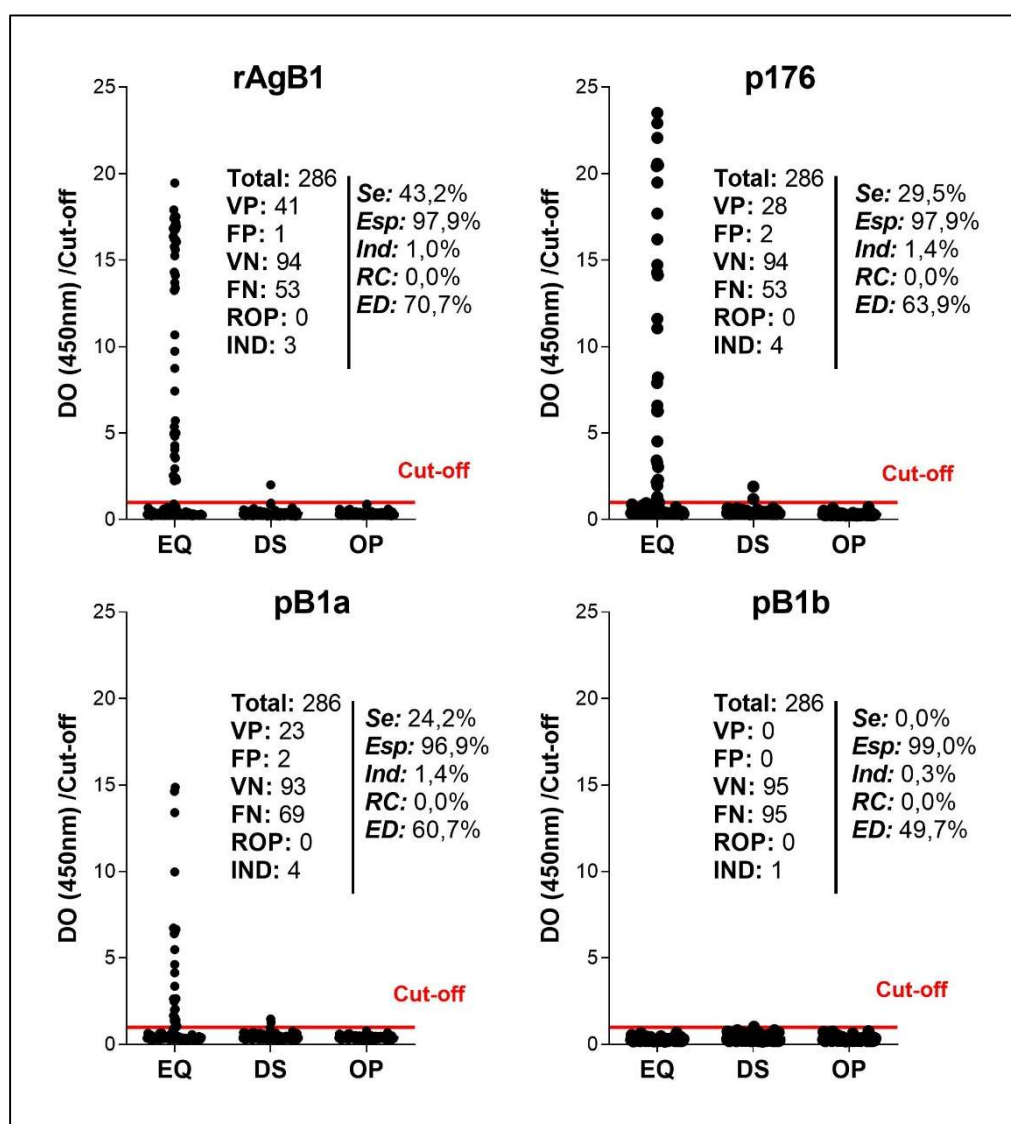 rAgB1
25
20
15
10
5
0
DO (450nm) /Cut-off
Total: 286
VP: 41
FP: 1
VN: 94
FN: 53
ROP: 0
IND: 3
Se: 43,2%
Esp: 97,9%
Ind: 1,0%
RC: 0,0%
ED: 70,7%
Cut-off
EQ DS OP
p176
25
20
15
10
5
0
DO (450nm) /Cut-off
Total: 286
VP: 28
FP: 2
VN: 94
FN: 53
ROP: 0
IND: 4
Se: 29,5%
Esp: 97,9%
Ind: 1,4%
RC: 0,0%
ED: 63,9%
Cut-off
EQ DS OP
pB1a
25
20
15
10
5
0
DO (450nm) /Cut-off
Total: 286
VP: 23
FP: 2
VN: 93
FN: 69
ROP: 0
IND: 4
Se: 24,2%
Esp: 96,9%
Ind: 1,4%
RC: 0,0%
ED: 60,7%
Cut-off
EQ DS OP
pB1b
25
20
15
10
5
0
DO (450nm) /Cut-off
Total: 286
VP: 0
FP: 0
VN: 95
FN: 95
ROP: 0
IND: 1
Se: 0,0%
Esp: 99,0%
Ind: 0,3%
RC: 0,0%
ED: 49,7%
Cut-off
EQ DS OP